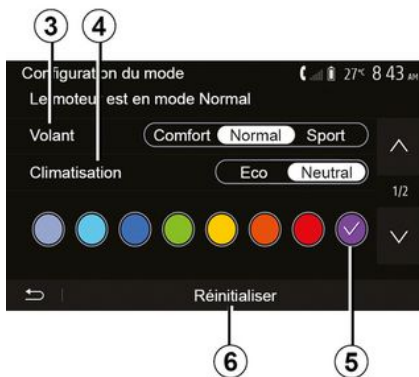 3 4
Configuration du mode 27°C 8 43 AM
Le moteur est en mode Normal
Volant Comfort Normal Sport
Climatisation Eco Neutral
1/2
Réinitialiser
6 5